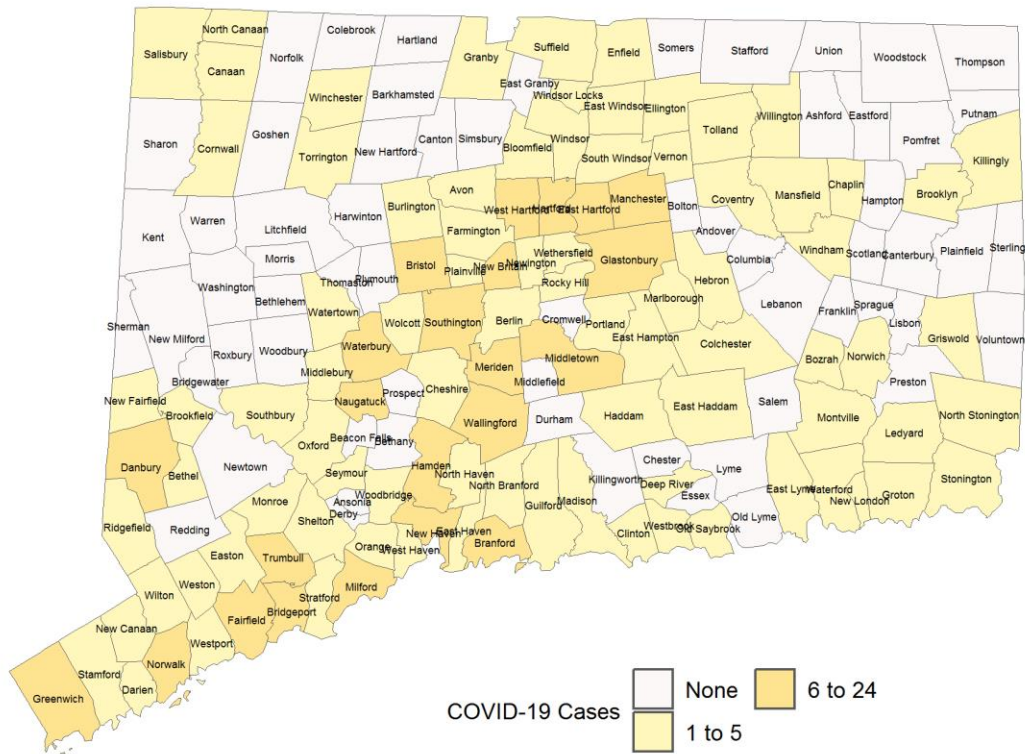 North Canaan
Colebrook
Hartland
Suffield
Enfield
Somers
Stafford
Union
Salisbury
Norfolk
Granby
Woodstock
Thompson
Canaan
East Granby
Windsor Locks
Winchester
Barkhamsted
East Windsor
Ellington
Willington
Ashford
Eastford
Putnam
Sharon
Cornwall
Goshen
Torrington
New Hartford
Canton
Simsbury
Bloomfield
Windsor
South Windsor
Vernon
Tolland
Pomfret
Killingly
Avon
Burlington
West Hartford
Hartford
East Hartford
Manchester
Bolton
Coventry
Mansfield
Chaplin
Hampton
Brooklyn
Kent
Warren
Litchfield
Harwinton
Farmington
Andover
Morris
Bristol
Plainville
New Britain
Newington
Wethersfield
Glastonbury
Columbia
Windham
Scotland
Canterbury
Plainfield
Sterling
Washington
Bethlehem
Thomaston
Plymouth
Rocky Hill
Hebron
Marlborough
Lebanon
Franklin
Sprague
Lisbon
Griswold
Voluntown
Sherman
New Milford
Roxbury
Woodbury
Watertown
Wolcott
Southington
Berlin
Cromwell
Portland
East Hampton
Colchester
Waterbury
Middletown
Bozrah
Norwich
Preston
Bridgewater
Middlebury
Meriden
Middlefield
New Fairfield
Brookfield
Southbury
Naugatuck
Prospect
Cheshire
Wallingford
Durham
Haddam
East Haddam
Salem
Montville
North Stonington
Ledyard
Danbury
Bethel
Newtown
Oxford
Beacon Falls
Bethany
Hamden
Seymour
North Haven
North Branford
Killingworth
Chester
Lyme
Deep River
Essex
East Lyme
Waterford
New London
Groton
Stonington
Monroe
Woodbridge
Ansonia
Derby
Guilford
Madison
Ridgefield
Redding
Shelton
New Haven
East Haven
Branford
Clinton
Westbrook
Old Saybrook
Old Lyme
Easton
Trumbull
Orange
West Haven
Weston
Wilton
Stratford
Milford
New Canaan
Fairfield
Bridgeport
Westport
Norwalk
Stamford
Darien
Greenwich
COVID-19 Cases
None
6 to 24
1 to 5